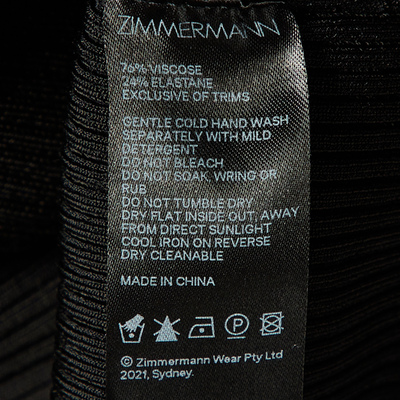 ZIMMERMANN
76% VISCOSE
24% ELASTANE
EXCLUSIVE OF TRIMS
GENTLE COLD HAND WASH
SEPARATELY WITH MILD
DETERGENT
DO NOT BLEACH
DO NOT SOAK, WRING OR
RUB
DO NOT TUMBLE DRY
DRY FLAT INSIDE OUT, AWAY
FROM DIRECT SUNLIGHT
COOL IRON ON REVERSE
DRY CLEANABLE
MADE IN CHINA
P
© Zimmermann Wear Pty Ltd
2021, Sydney.